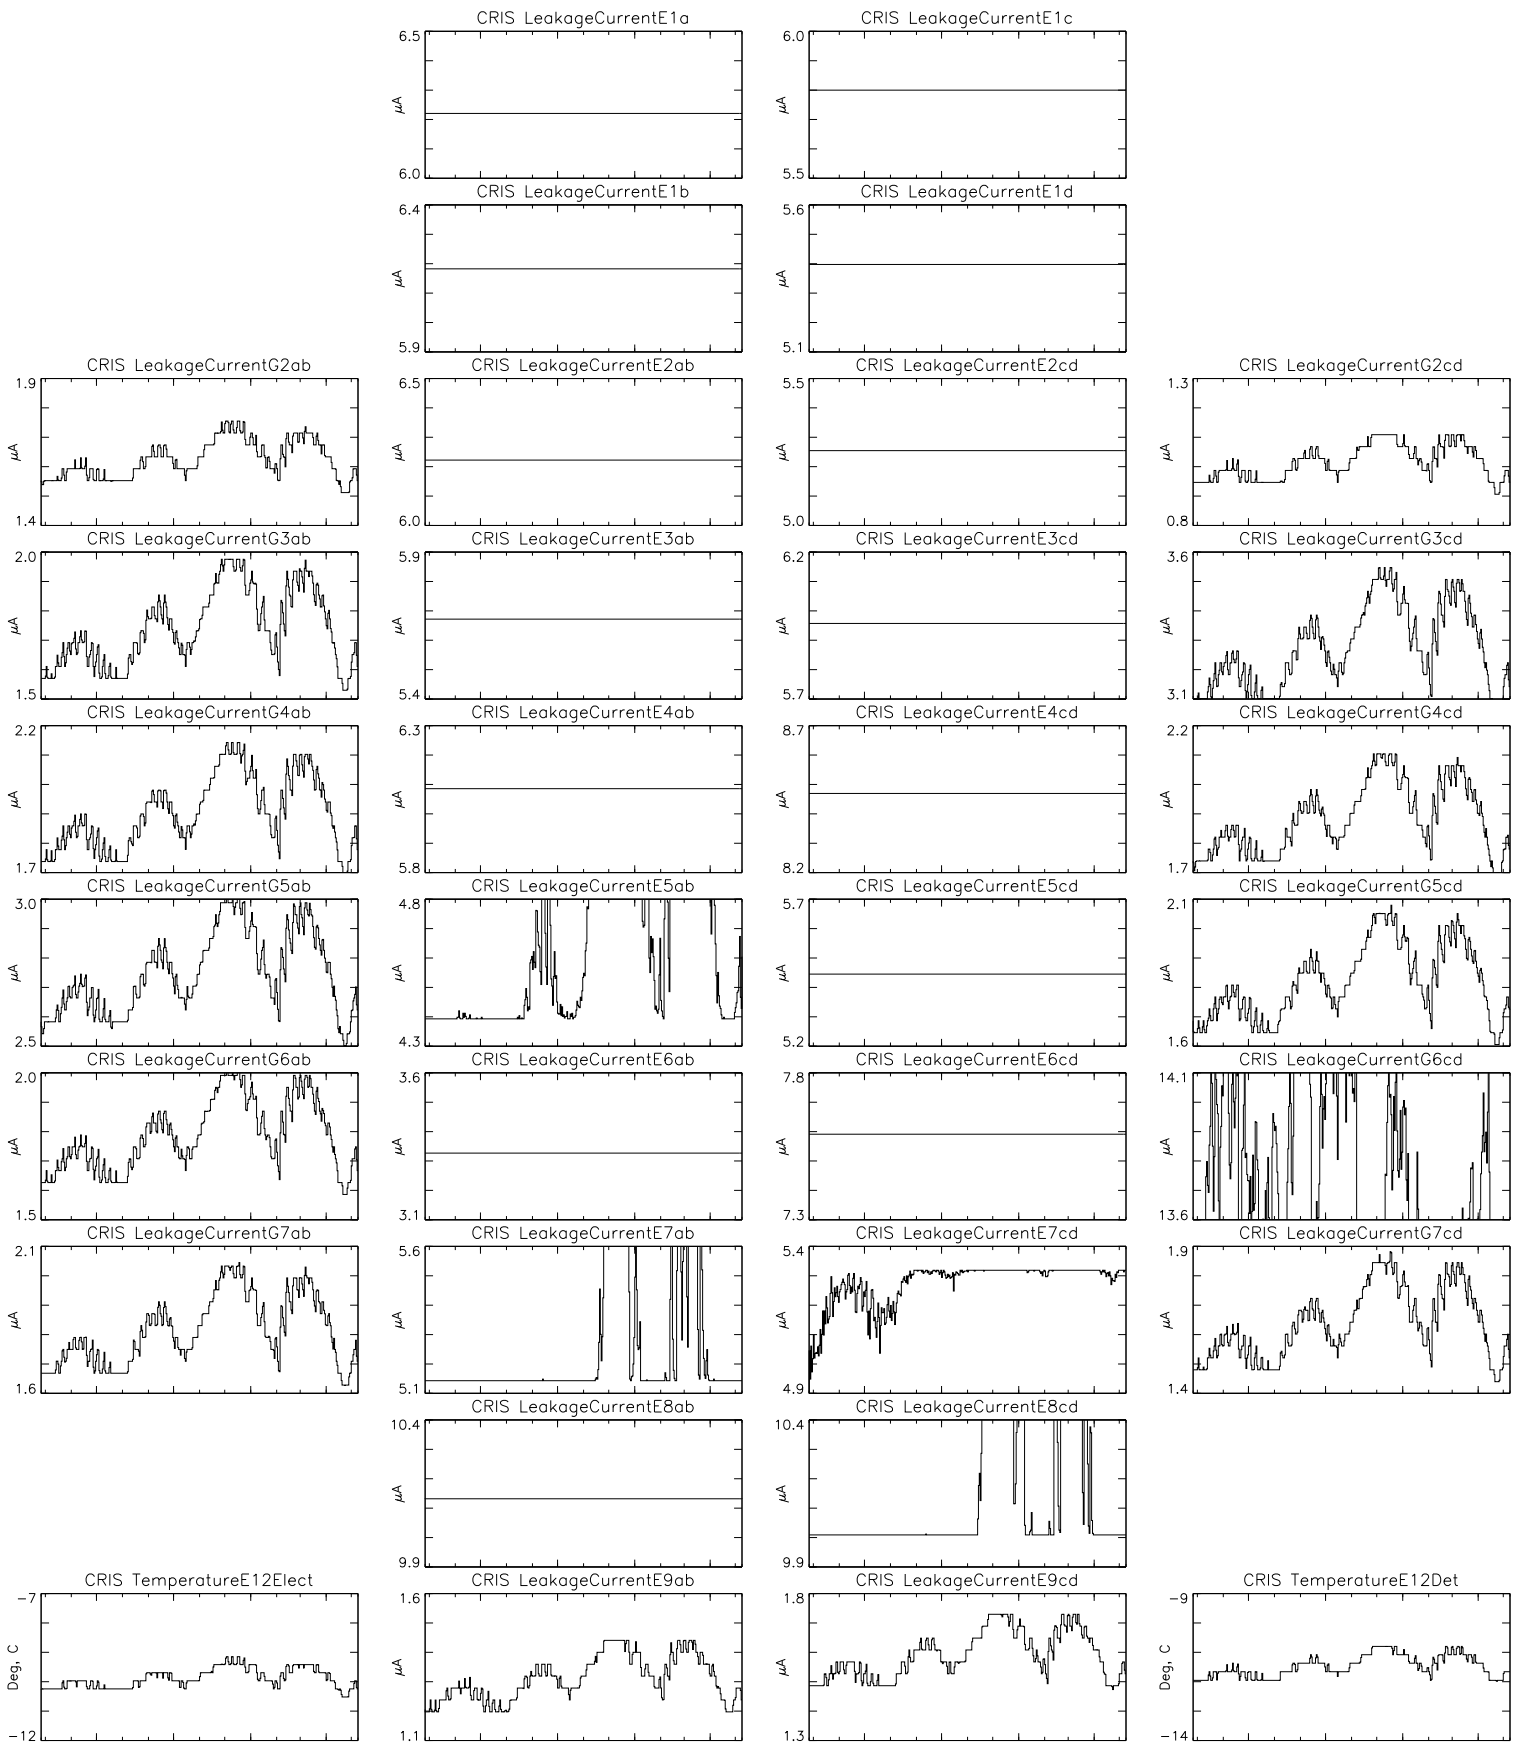 CRIS LeakageCurrentE1a
6.5
μA
6.0
CRIS LeakageCurrentE1c
6.0
μA
5.5
CRIS LeakageCurrentE1b
6.4
μA
5.9
CRIS LeakageCurrentE1d
5.6
μA
5.1
CRIS LeakageCurrentG2ab
1.9
μA
1.4
CRIS LeakageCurrentE2ab
6.5
μA
6.0
CRIS LeakageCurrentE2cd
5.5
μA
5.0
CRIS LeakageCurrentG2cd
1.3
μA
0.8
CRIS LeakageCurrentG3ab
2.0
μA
1.5
CRIS LeakageCurrentE3ab
5.9
μA
5.4
CRIS LeakageCurrentE3cd
6.2
μA
5.7
CRIS LeakageCurrentG3cd
3.6
μA
3.1
CRIS LeakageCurrentG4ab
2.2
μA
1.7
CRIS LeakageCurrentE4ab
6.3
μA
5.8
CRIS LeakageCurrentE4cd
8.7
μA
8.2
CRIS LeakageCurrentG4cd
2.2
μA
1.7
CRIS LeakageCurrentG5ab
3.0
μA
2.5
CRIS LeakageCurrentE5ab
4.8
μA
4.3
CRIS LeakageCurrentE5cd
5.7
μA
5.2
CRIS LeakageCurrentG5cd
2.1
μA
1.6
CRIS LeakageCurrentG6ab
2.0
μA
1.5
CRIS LeakageCurrentE6ab
3.6
μA
3.1
CRIS LeakageCurrentE6cd
7.8
μA
7.3
CRIS LeakageCurrentG6cd
14.1
μA
13.6
CRIS LeakageCurrentG7ab
2.1
μA
1.6
CRIS LeakageCurrentE7ab
5.6
μA
5.1
CRIS LeakageCurrentE7cd
5.4
μA
4.9
CRIS LeakageCurrentG7cd
1.9
μA
1.4
CRIS LeakageCurrentE8ab
10.4
μA
9.9
CRIS LeakageCurrentE8cd
10.4
μA
9.9
CRIS TemperatureE12Elect
-7
Deg, C
-12
CRIS LeakageCurrentE9ab
1.6
μA
1.1
CRIS LeakageCurrentE9cd
1.8
μA
1.3
CRIS TemperatureE12Det
-9
Deg, C
-14